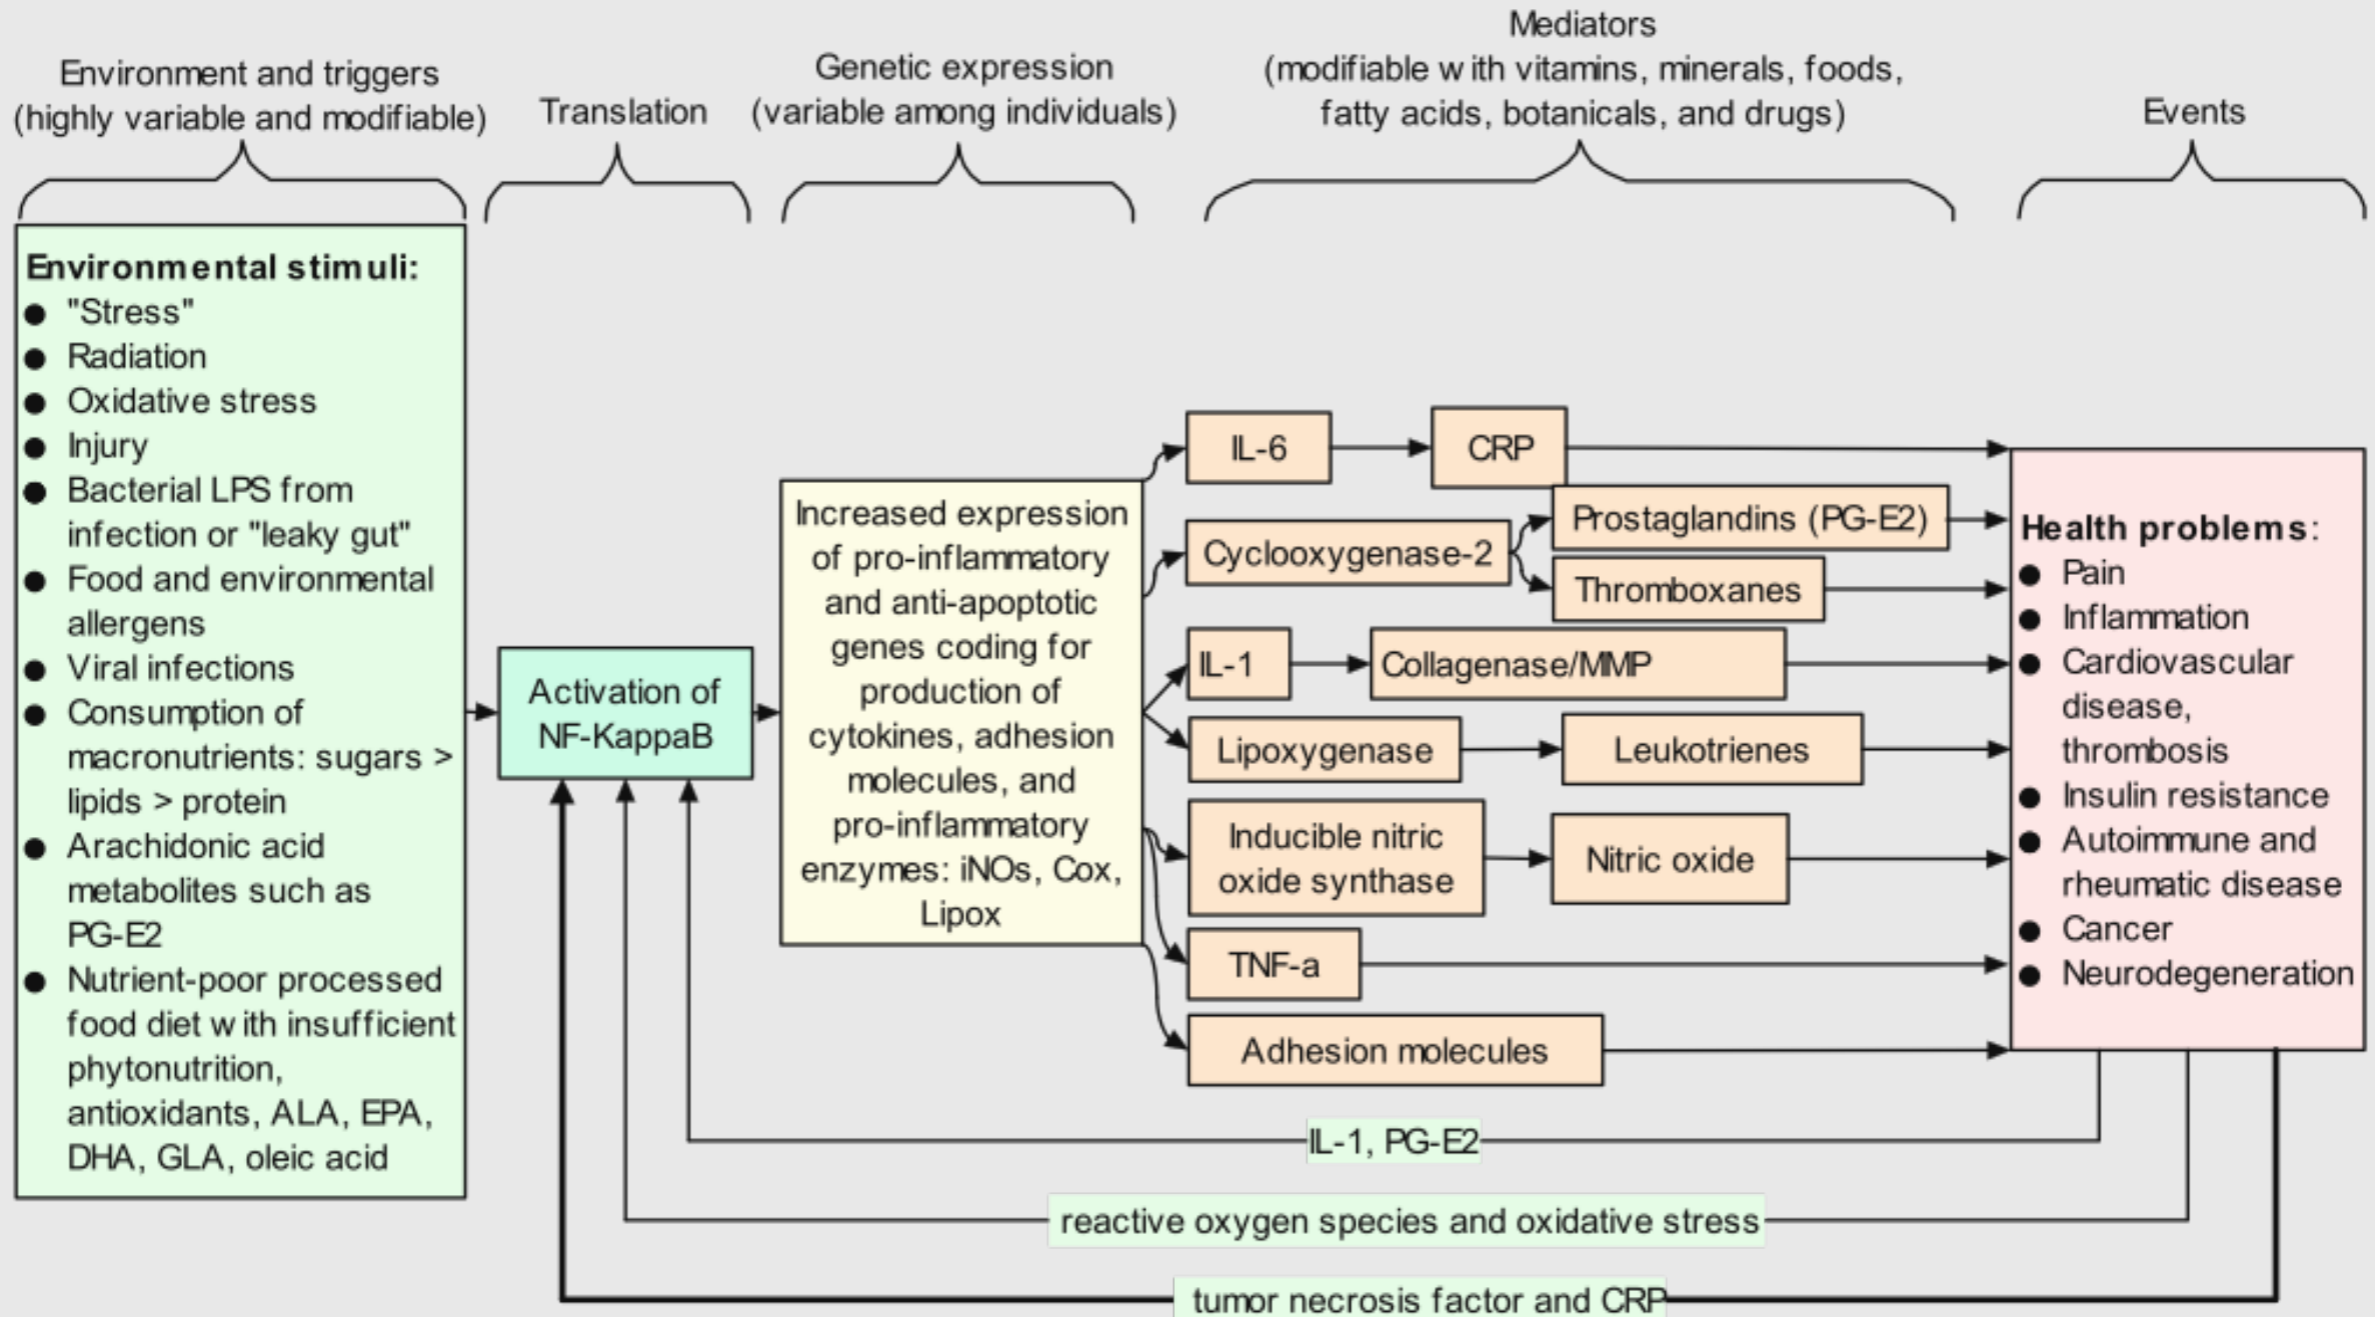 Environment and triggers
(highly variable and modifiable)
Translation
Genetic expression
(variable among individuals)
Mediators
(modifiable with vitamins, minerals, foods,
fatty acids, botanicals, and drugs)
Events
Environmental stimuli:
● "Stress"
● Radiation
● Oxidative stress
● Injury
● Bacterial LPS from
infection or "leaky gut"
● Food and environmental
allergens
● Viral infections
● Consumption of
macronutrients: sugars >
lipids > protein
● Arachidonic acid
metabolites such as
PG-E2
● Nutrient-poor processed
food diet with insufficient
phytonutrition,
antioxidants, ALA, EPA,
DHA, GLA, oleic acid
Activation of
NF-KappaB
Increased expression
of pro-inflammatory
and anti-apoptotic
genes coding for
production of
cytokines, adhesion
molecules, and
pro-inflammatory
enzymes: iNOs, Cox,
Lipox
IL-6
CRP
Cyclooxygenase-2
Prostaglandins (PG-E2)
Thromboxanes
IL-1
Collagenase/MMP
Lipoxygenase
Leukotrienes
Inducible nitric
oxide synthase
Nitric oxide
TNF-a
Adhesion molecules
Health problems:
● Pain
● Inflammation
● Cardiovascular
disease,
thrombosis
● Insulin resistance
● Autoimmune and
rheumatic disease
● Cancer
● Neurodegeneration
IL-1, PG-E2
reactive oxygen species and oxidative stress
tumor necrosis factor and CRP